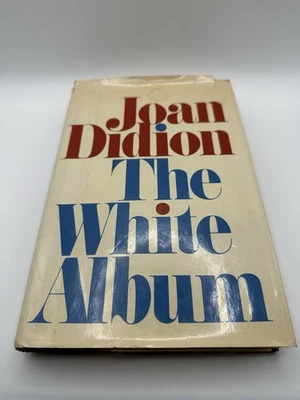 Joan
Didion
The
White
Album